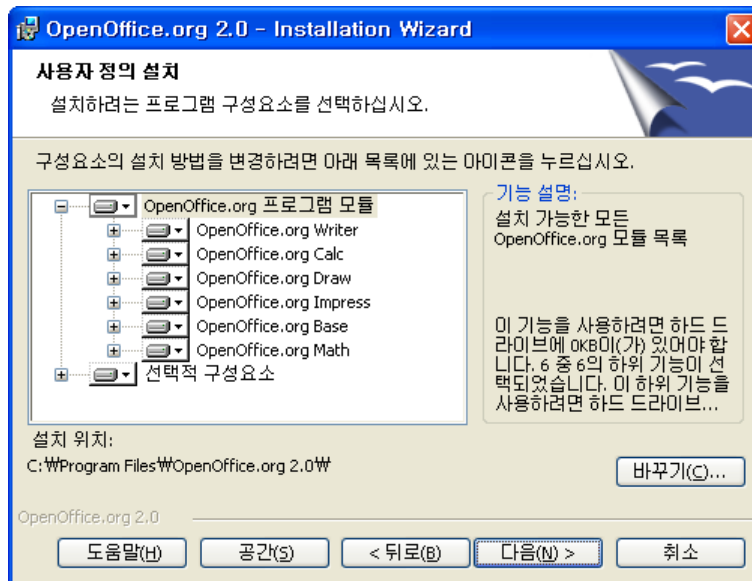 OpenOffice.org 2.0 - Installation Wizard
사용자 정의 설치
설치하려는 프로그램 구성요소를 선택하십시오.
구성요소의 설치 방법을 변경하려면 아래 목록에 있는 아이콘을 누르십시오.
OpenOffice.org 프로그램 모듈
OpenOffice.org Writer
OpenOffice.org Calc
OpenOffice.org Draw
OpenOffice.org Impress
OpenOffice.org Base
OpenOffice.org Math
선택적 구성요소
기능 설명:
설치 가능한 모든
OpenOffice.org 모듈 목록
이 기능을 사용하려면 하드 드
라이브에 0KB이(가) 있어야 합
니다. 6 중 6의 하위 기능이 선
택되었습니다. 이 하위 기능을
사용하려면 하드 드라이브...
설치 위치:
C:₩Program Files₩OpenOffice.org 2.0₩
바꾸기(C)...
OpenOffice.org 2.0
도움말(H) 공간(S) < 뒤로(B) 다음(N) > 취소